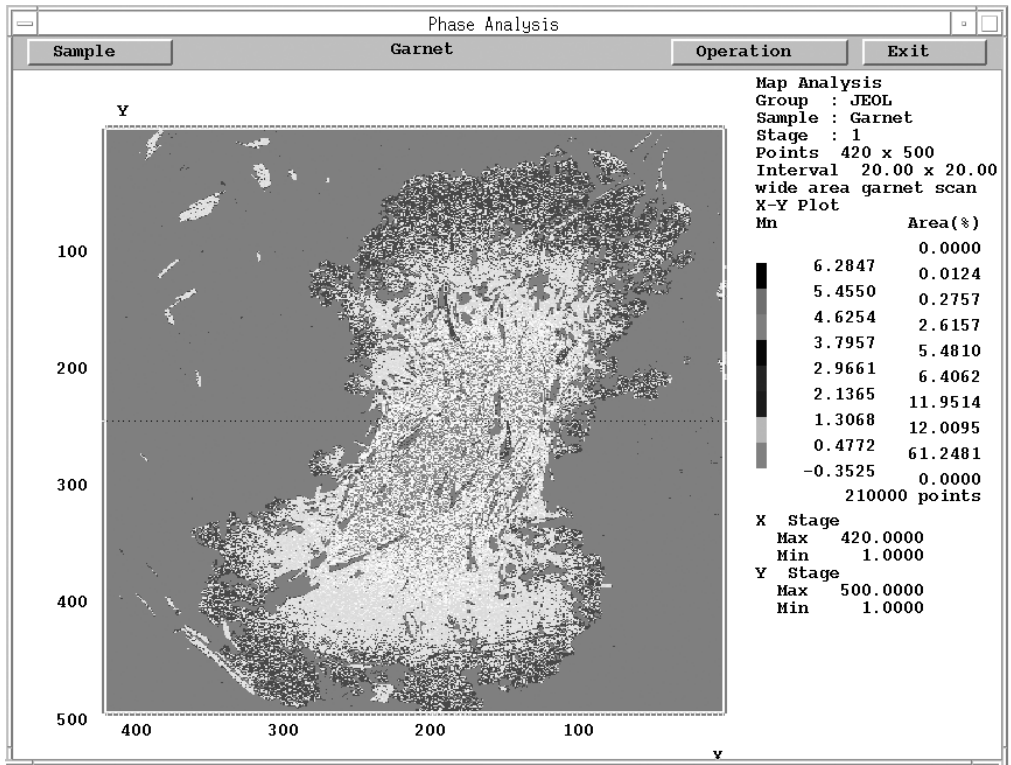 Phase Analysis
Sample Garnet Operation Exit
Map Analysis
Group : JEOL
Sample : Garnet
Stage : 1
Points 420 x 500
Interval 20.00 x 20.00
wide area garnet scan
X-Y Plot
Mn Area(%)
0.0000
6.2847
0.0124
5.4550
0.2757
4.6254
2.6157
3.7957
5.4810
2.9661
6.4062
2.1365
11.9514
1.3068
12.0095
0.4772
61.2481
-0.3525
0.0000
210000 points
X Stage
Max 420.0000
Min 1.0000
Y Stage
Max 500.0000
Min 1.0000
Y
100
200
300
400
500
400 300 200 100